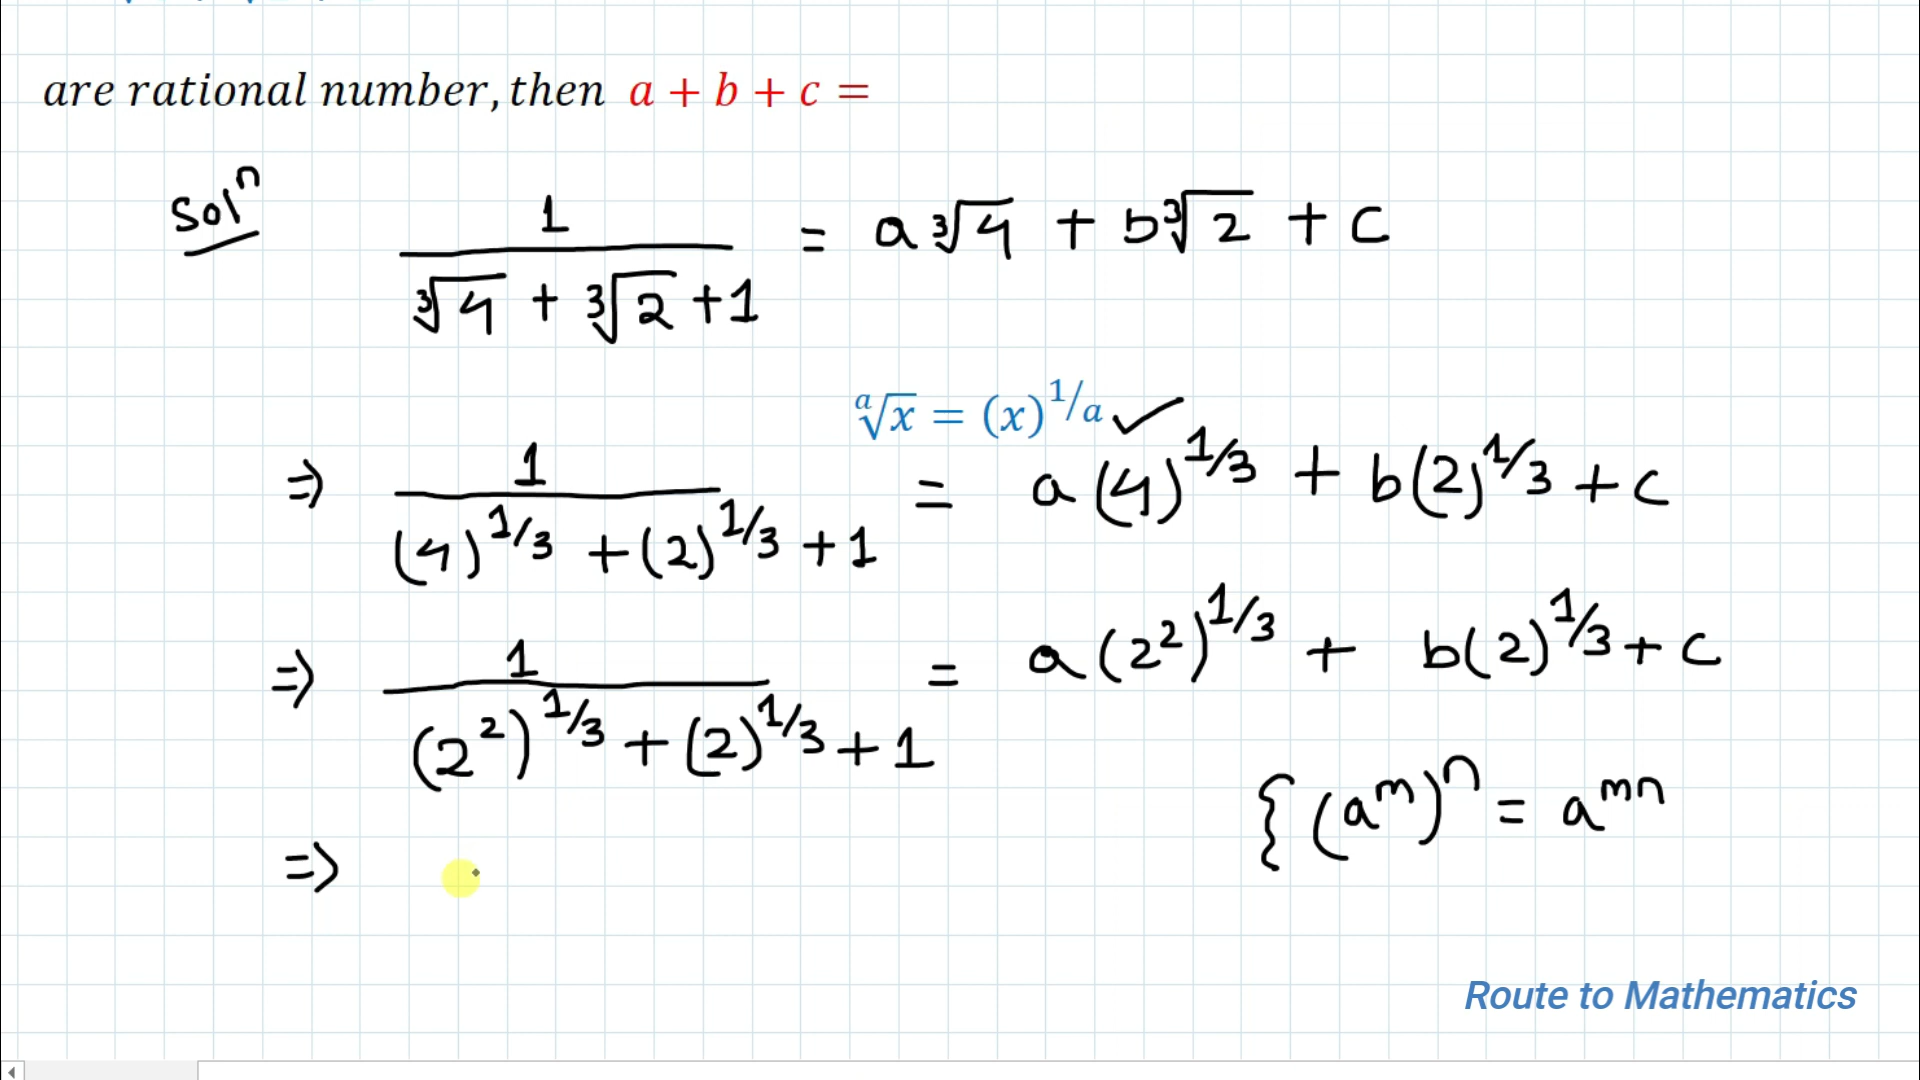 are rational number, then a + b + c =
Solⁿ
1/(∛4 + ∛2 + 1) = a∛4 + b∛2 + c
ᵃ√x = (x)^{1/a} ✓
⇒ 1/((4)^{1/3} + (2)^{1/3} + 1) = a(4)^{1/3} + b(2)^{1/3} + c
⇒ 1/((2²)^{1/3} + (2)^{1/3} + 1) = a(2²)^{1/3} + b(2)^{1/3} + c
{(a^m)^n = a^{mn}
⇒
Route to Mathematics